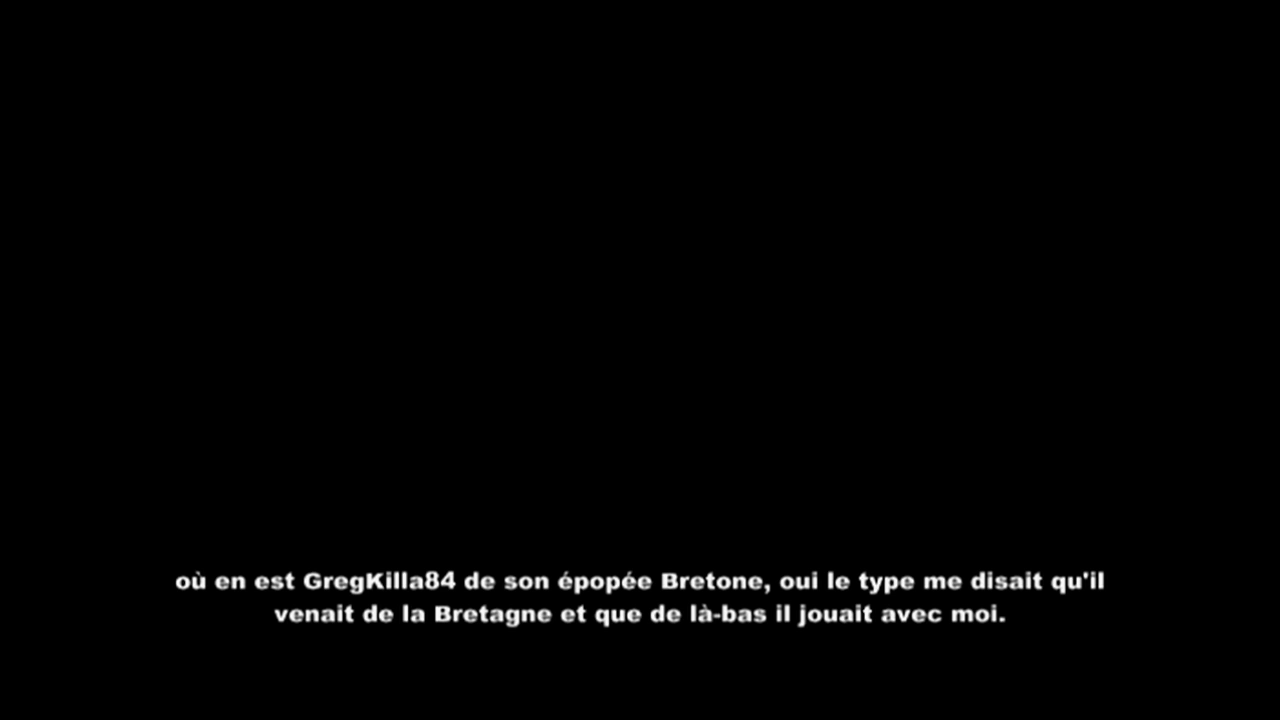 où en est GregKilla84 de son épopée Bretone, oui le type me disait qu'il
venait de la Bretagne et que de là-bas il jouait avec moi.